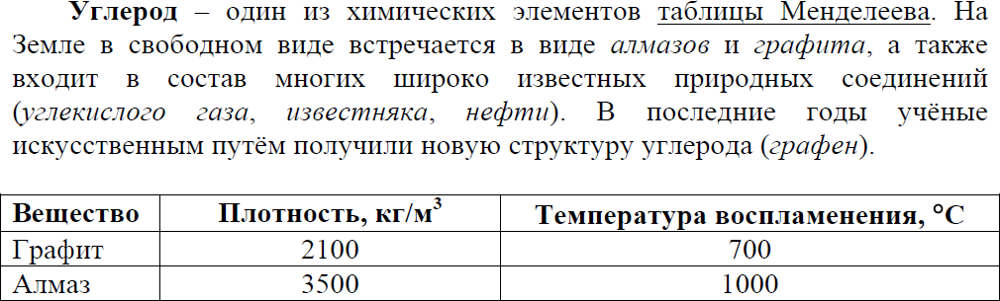 Углерод – один из химических элементов таблицы Менделеева. На
Земле в свободном виде встречается в виде алмазов и графита, а также
входит в состав многих широко известных природных соединений
(углекислого газа, известняка, нефти). В последние годы учёные
искусственным путём получили новую структуру углерода (графен).
Вещество Плотность, кг/м³ Температура воспламенения, °С
Графит 2100 700
Алмаз 3500 1000